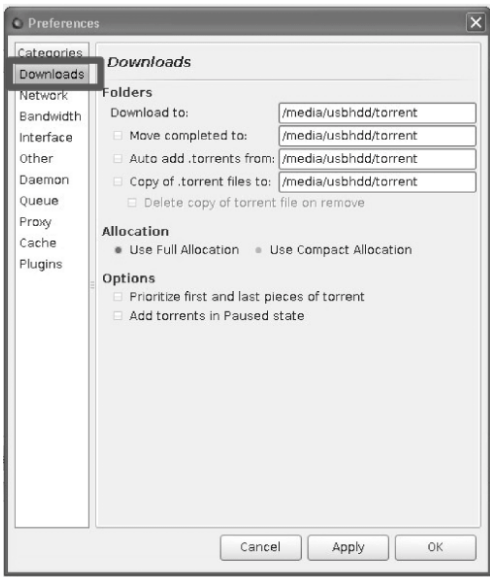 Preferences
Categories
Downloads
Network
Bandwidth
Interface
Other
Daemon
Queue
Proxy
Cache
Plugins
Downloads
Folders
Download to: /media/usbhdd/torrent
Move completed to: /media/usbhdd/torrent
Auto add .torrents from: /media/usbhdd/torrent
Copy of .torrent files to: /media/usbhdd/torrent
Delete copy of torrent file on remove
Allocation
Use Full Allocation Use Compact Allocation
Options
Prioritize first and last pieces of torrent
Add torrents in Paused state
Cancel Apply OK